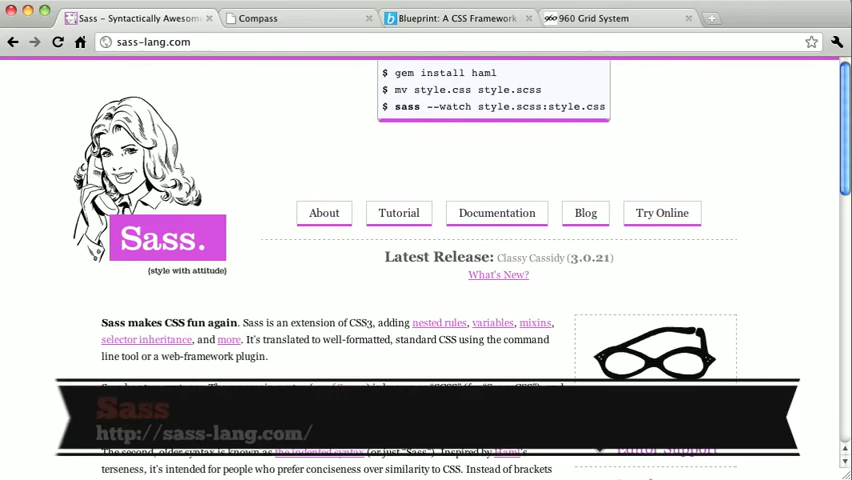 Sass – Syntactically Awesome
Compass
Blueprint: A CSS Framework
960 Grid System
sass-lang.com
$ gem install haml
$ mv style.css style.scss
$ sass --watch style.scss:style.css
Sass.
{style with attitude}
About
Tutorial
Documentation
Blog
Try Online
Latest Release: Classy Cassidy (3.0.21)
What's New?
Sass makes CSS fun again. Sass is an extension of CSS3, adding nested rules, variables, mixins,
selector inheritance, and more. It's translated to well-formatted, standard CSS using the command
line tool or a web-framework plugin.
Sass
http://sass-lang.com/
The second, older syntax is known as the indented syntax (or just "Sass"). Inspired by Haml's
Editor Support
terseness, it's intended for people who prefer conciseness over similarity to CSS. Instead of brackets